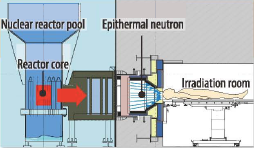 Nuclear reactor pool
Epithermal neutron
Reactor core
Irradiation room